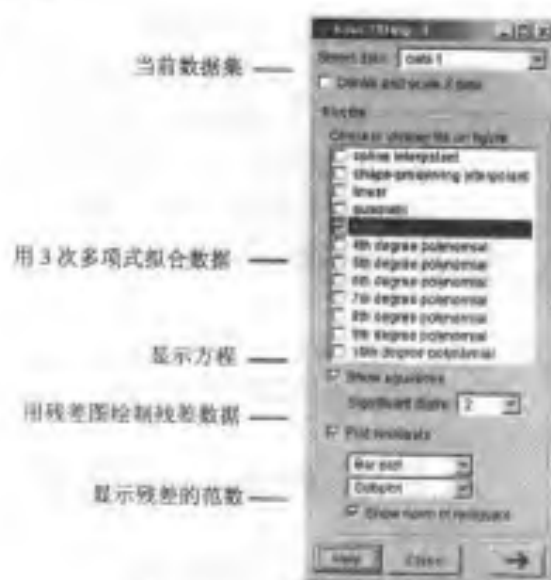 当前数据集
用3次多项式拟合数据
显示方程
用残差图绘制残差数据
显示残差的范数
Select data: data 1
Center and scale X data
Check to display fits on figure
spline interpolant
shape-preserving interpolant
linear
quadratic
4th degree polynomial
5th degree polynomial
6th degree polynomial
7th degree polynomial
8th degree polynomial
9th degree polynomial
10th degree polynomial
Show equations
Significant digits: 2
Plot residuals
Bar plot
Subplot
Show norm of residuals
Help Close